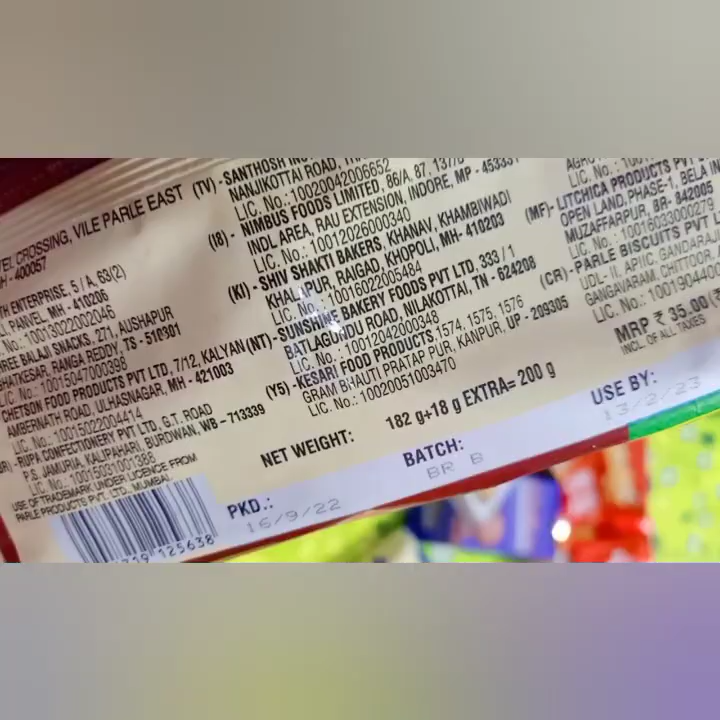 VILE PARLE EAST
- 400057
ENTERPRISE, 5/A, 63(2)
PANVEL, MH - 410206
No.: 10013022002046
BALAJI SNACKS, 271, AUSHAPUR
GHATKESAR, RANGA REDDY, TS - 510301
LIC. No.: 10015047000398
CHETSON FOOD PRODUCTS PVT LTD, 7/12, KALYAN
AMBERNATH ROAD, ULHASNAGAR, MH - 421003
LIC. No.: 10015022004414
- RUPA CONFECTIONERY PVT LTD, G.T. ROAD
P.S. JAMURIA, KALIPAHARI, BURDWAN, WB - 713339
LIC. No.: 10015031001388
USE OF TRADEMARK UNDER LICENCE FROM
PARLE PRODUCTS PVT. LTD. MUMBAI.
125638
(TV) - SANTHOSH
NANJIKOTTAI ROAD,
LIC. No.: 10020042006652
(I8) - NIMBUS FOODS LIMITED, 86/A, 87,
INDL AREA, RAU EXTENSION, INDORE, MP - 453331
LIC. No.: 10012026000340
(KI) - SHIV SHAKTI BAKERS, KHANAV, KHAMBIWADI
KHALAPUR, RAIGAD, KHOPOLI, MH - 410203
LIC. No.: 10016022005484
(NT) - SUNSHINE BAKERY FOODS PVT LTD, 333 / 1
BATLAGUNDU ROAD, NILAKOTTAI, TN - 624208
LIC. No.: 10012042000348
(Y5) - KESARI FOOD PRODUCTS 1574, 1575, 1576
GRAM BHAUTI PRATAP PUR, KANPUR, UP - 209305
LIC. No.: 10020051003470
LIC. No.:
(MF) - LITCHICA PRODUCTS PVT
OPEN LAND, PHASE-1, BELA
MUZAFFARPUR, BR- 842005
LIC. No.: 10016033000279
(CR) - PARLE BISCUITS PVT
UDL- II, APIIC, GANDARAJ
GANGAVARAM, CHITTOOR,
LIC. No.: 100190440
MRP ₹ 35.00
INCL. OF ALL TAXES
NET WEIGHT: 182 g+18 g EXTRA= 200 g
PKD.: BATCH: USE BY:
16/9/22 BR B 13/2/23